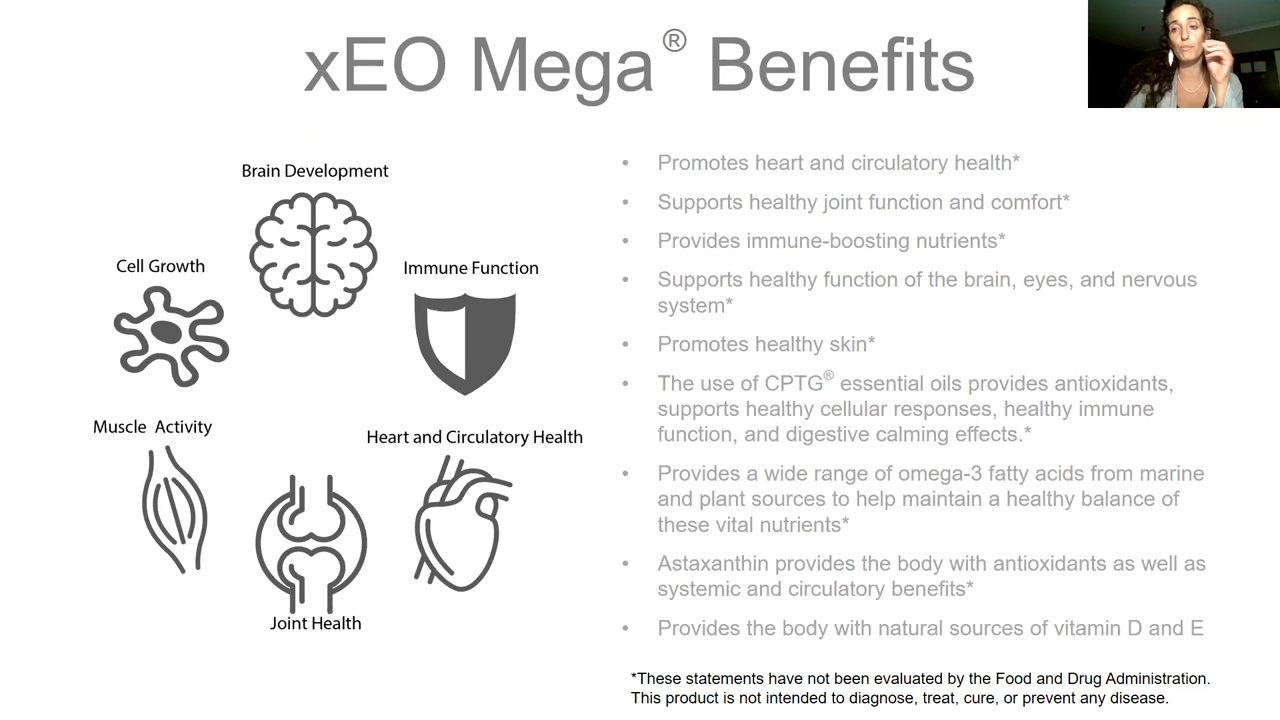 xEO Mega® Benefits
Brain Development
Cell Growth
Immune Function
Muscle Activity
Heart and Circulatory Health
Joint Health
• Promotes heart and circulatory health*
• Supports healthy joint function and comfort*
• Provides immune-boosting nutrients*
• Supports healthy function of the brain, eyes, and nervous
system*
• Promotes healthy skin*
• The use of CPTG® essential oils provides antioxidants,
supports healthy cellular responses, healthy immune
function, and digestive calming effects.*
• Provides a wide range of omega-3 fatty acids from marine
and plant sources to help maintain a healthy balance of
these vital nutrients*
• Astaxanthin provides the body with antioxidants as well as
systemic and circulatory benefits*
• Provides the body with natural sources of vitamin D and E
*These statements have not been evaluated by the Food and Drug Administration.
This product is not intended to diagnose, treat, cure, or prevent any disease.